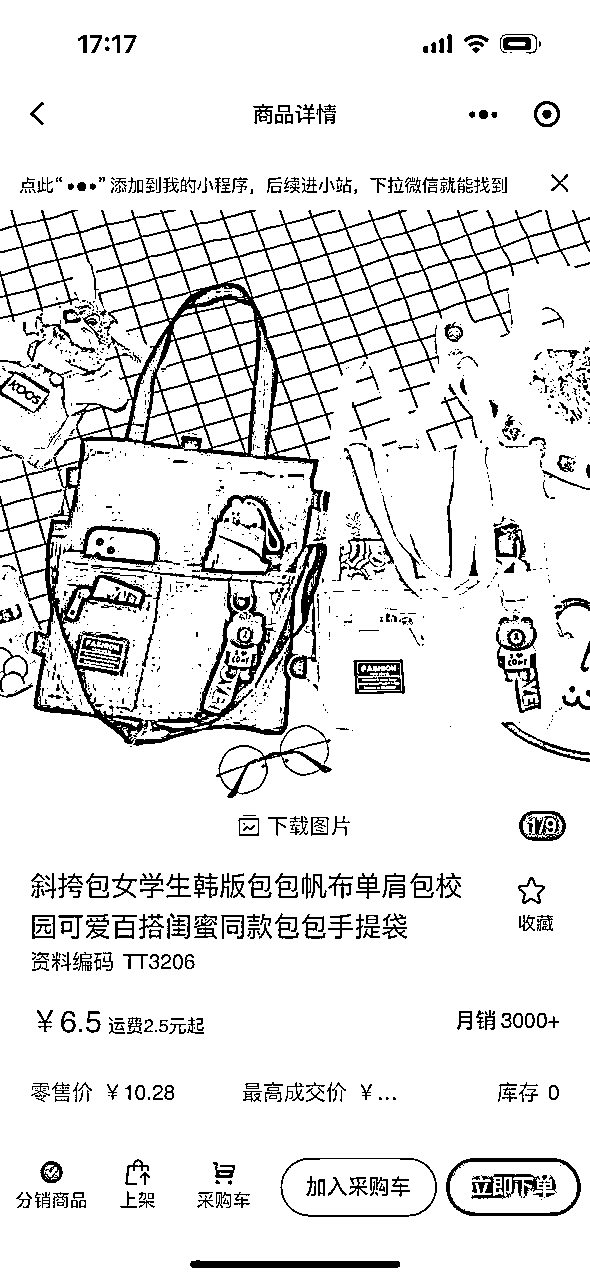 17:17
商品详情
点此“•●•”添加到我的小程序，后续进小站，下拉微信就能找到
KOOS
FASHION
FASHION
下载图片
1/9
斜挎包女学生韩版包包帆布单肩包校
园可爱百搭闺蜜同款包包手提袋
收藏
资料编码 TT3206
￥6.5 运费2.5元起
月销 3000+
零售价 ￥10.28
最高成交价 ￥...
库存 0
分销商品
上架
采购车
加入采购车
立即下单